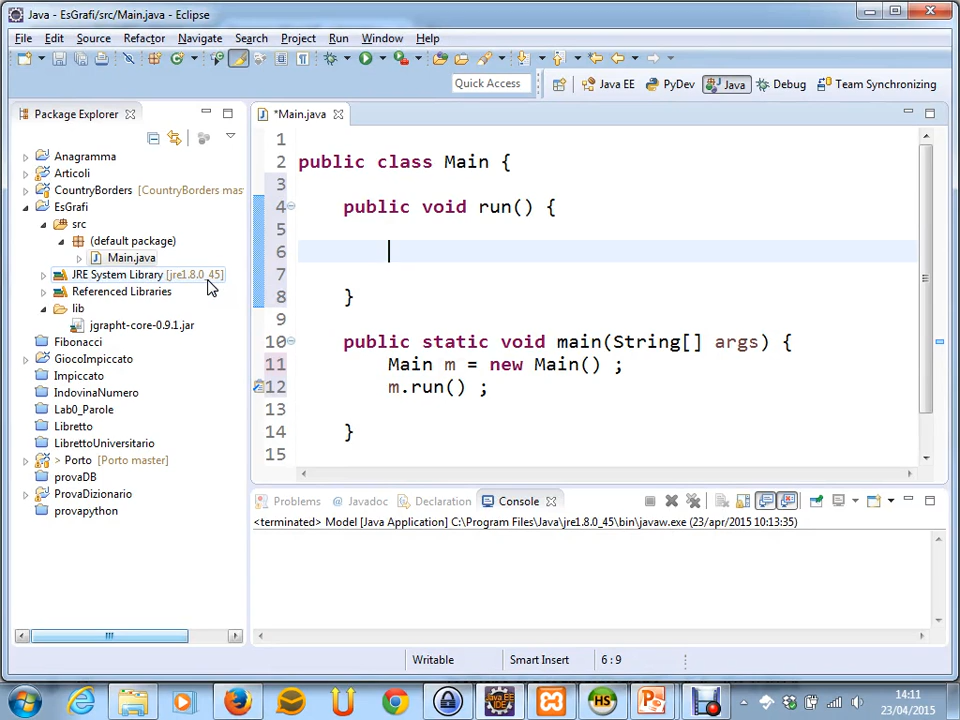 Java - EsGrafi/src/Main.java - Eclipse
File Edit Source Refactor Navigate Search Project Run Window Help
Quick Access Java EE PyDev Java Debug Team Synchronizing
Package Explorer
Anagramma
Articoli
CountryBorders [CountryBorders mas
EsGrafi
src
(default package)
Main.java
JRE System Library [jre1.8.0_45]
Referenced Libraries
lib
jgrapht-core-0.9.1.jar
Fibonacci
GiocoImpiccato
Impiccato
IndovinaNumero
Lab0_Parole
Libretto
LibrettoUniversitario
> Porto [Porto master]
provaDB
ProvaDizionario
provapython
*Main.java
1
2 public class Main {
3
4 public void run() {
5
6
7
8 }
9
10 public static void main(String[] args) {
11 Main m = new Main() ;
12 m.run() ;
13
14 }
15
Problems @ Javadoc Declaration Console
<terminated> Model [Java Application] C:\Program Files\Java\jre1.8.0_45\bin\javaw.exe (23/apr/2015 10:13:35)
Writable Smart Insert 6 : 9
14:11
23/04/2015